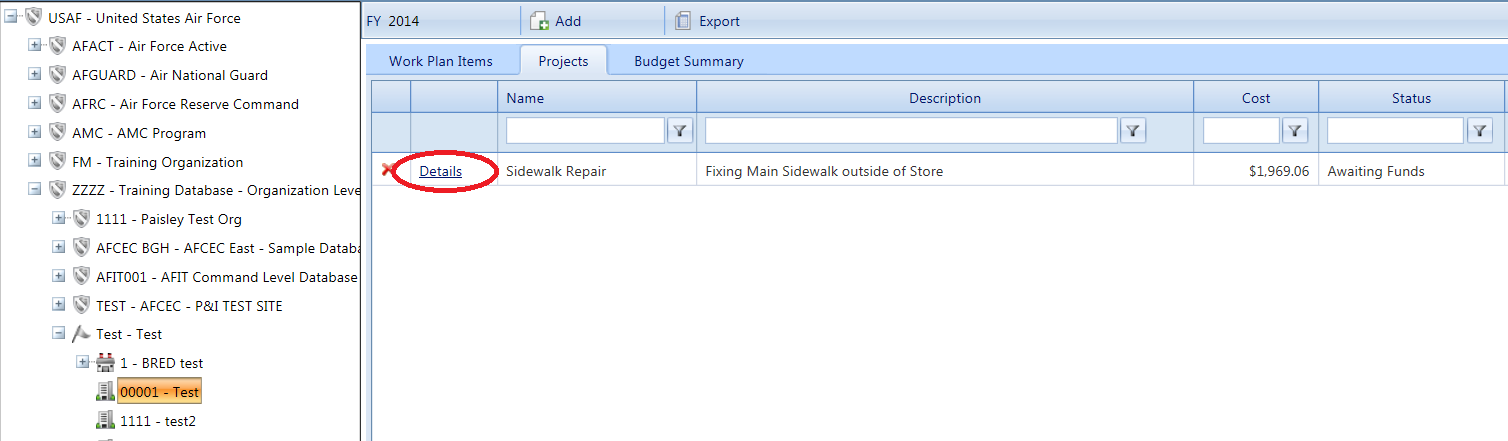 USAF - United States Air Force
AFACT - Air Force Active
AFGUARD - Air National Guard
AFRC - Air Force Reserve Command
AMC - AMC Program
FM - Training Organization
ZZZZ - Training Database - Organization Leve
1111 - Paisley Test Org
AFCEC BGH - AFCEC East - Sample Databa
AFIT001 - AFIT Command Level Database
TEST - AFCEC - P&I TEST SITE
Test - Test
1 - BRED test
00001 - Test
1111 - test2
FY 2014 Add Export
Work Plan Items Projects Budget Summary
Name Description Cost Status
Details Sidewalk Repair Fixing Main Sidewalk outside of Store $1,969.06 Awaiting Funds